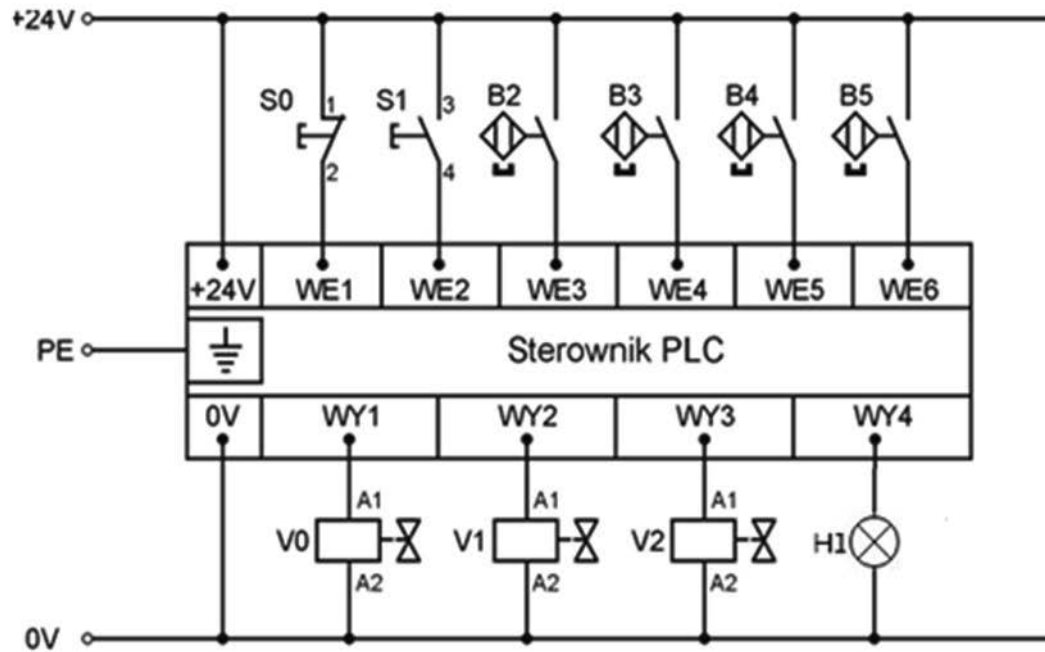 +24V
S0 1 2
S1 3 4
B2
B3
B4
B5
+24V WE1 WE2 WE3 WE4 WE5 WE6
PE Sterownik PLC
0V WY1 WY2 WY3 WY4
A1 A1 A1
V0 V1 V2 H1
A2 A2 A2
0V